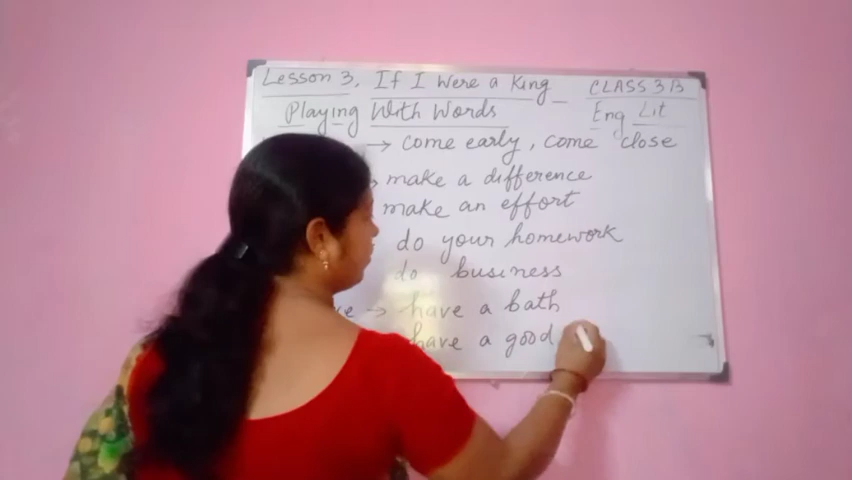 Lesson 3. If I Were a King CLASS 3 B
Playing With Words Eng Lit
→ come early, come close
make a difference
make an effort
do your homework
do business
→ have a bath
have a good